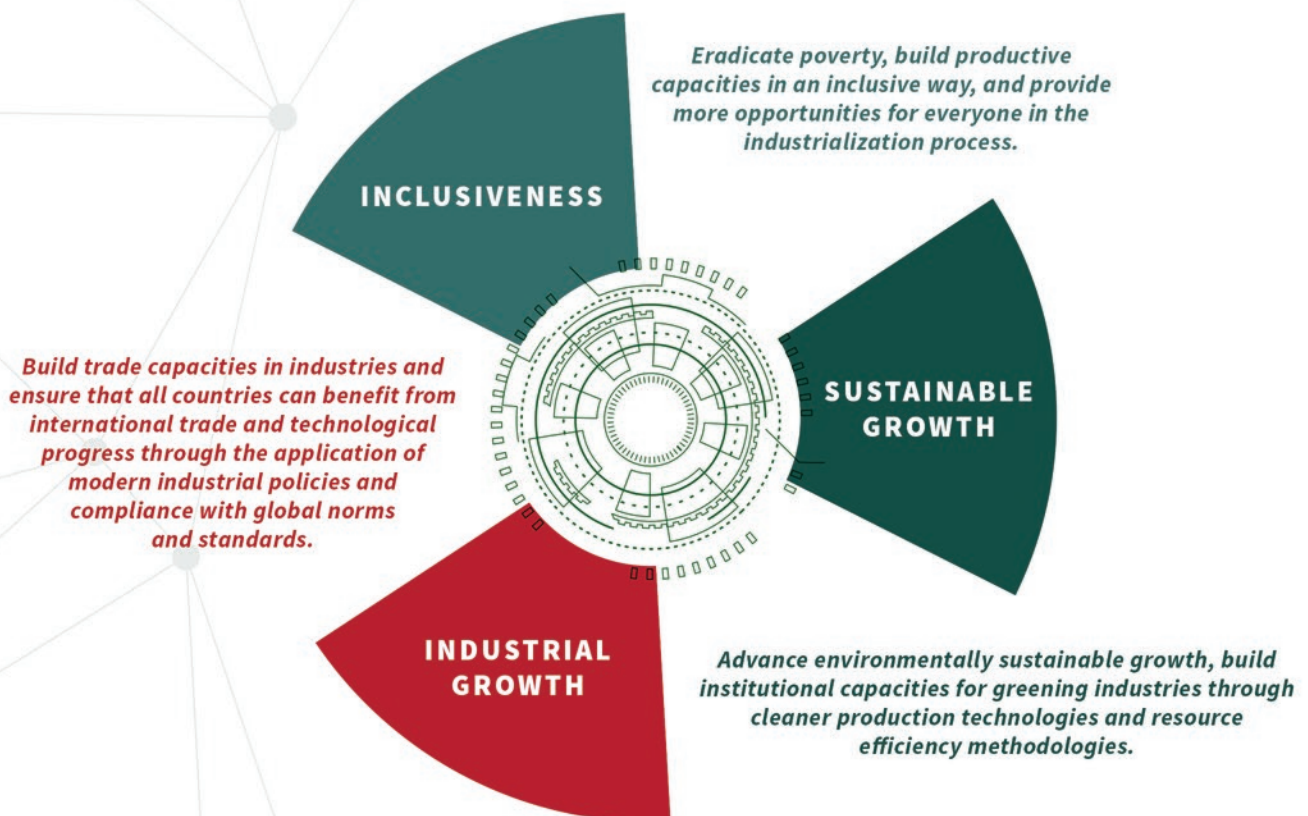 Eradicate poverty, build productive
capacities in an inclusive way, and provide
more opportunities for everyone in the
industrialization process.
INCLUSIVENESS
SUSTAINABLE
GROWTH
Build trade capacities in industries and
ensure that all countries can benefit from
international trade and technological
progress through the application of
modern industrial policies and
compliance with global norms
and standards.
INDUSTRIAL
GROWTH
Advance environmentally sustainable growth, build
institutional capacities for greening industries through
cleaner production technologies and resource
efficiency methodologies.